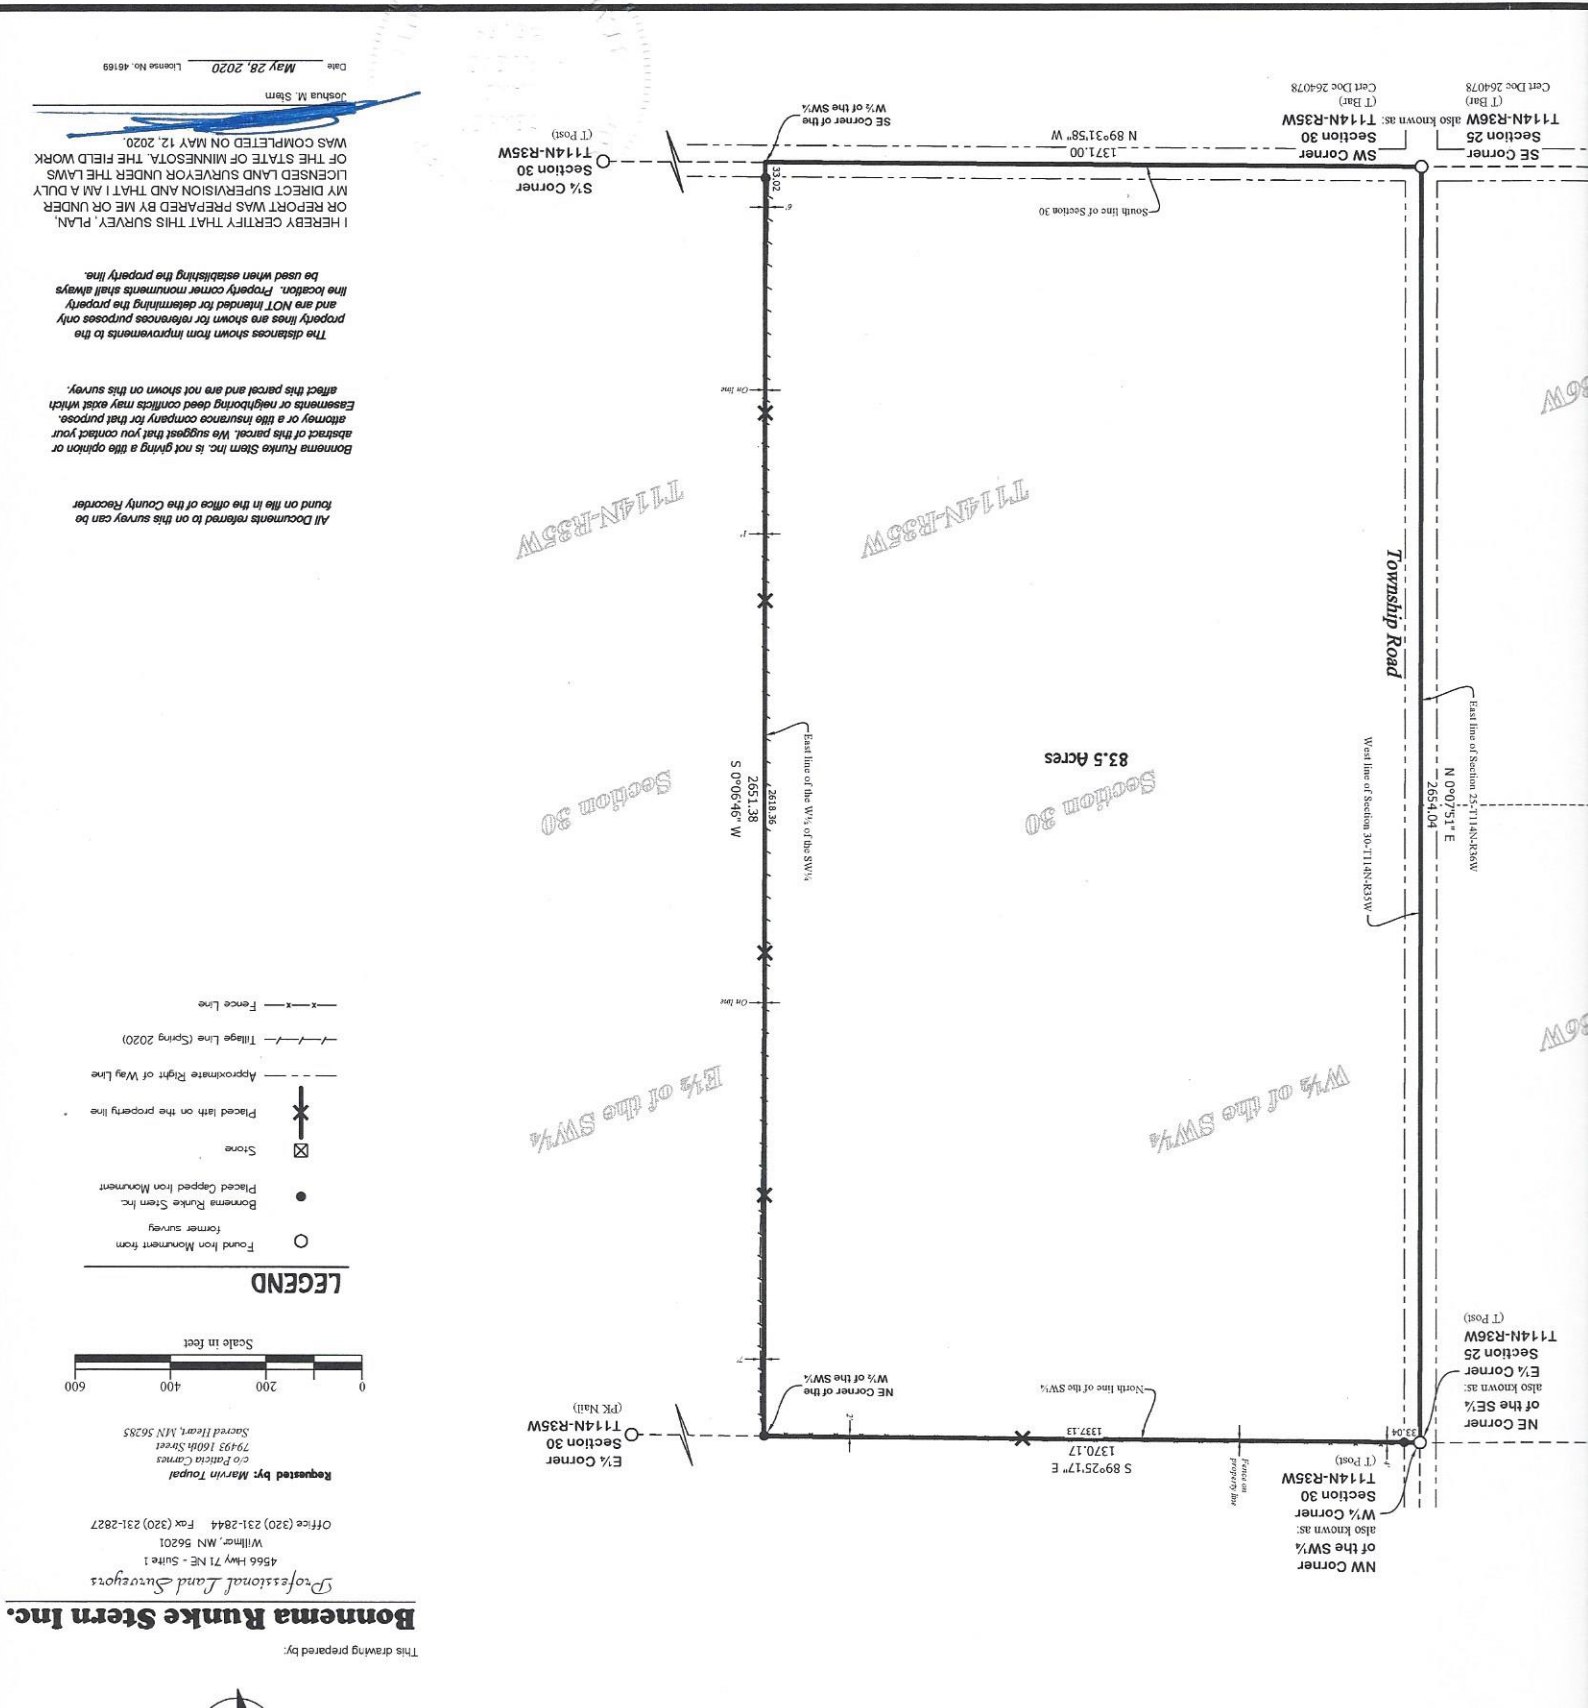 This drawing prepared by:
Bonnema Runke Stern Inc.
Professional Land Surveyors
4566 Hwy 71 NE - Suite 1
Willmar, MN 56201
Office (320) 231-2844 Fax (320) 231-2827
Requested by: Marvin Toupal
c/o Patricia Carnes
79493 160th Street
Sacred Heart, MN 56285
0 200 400 600
Scale in feet
LEGEND
Found Iron Monument from
former survey
Bonnema Runke Stern Inc.
Placed Capped Iron Monument
Stone
Placed lath on the property line
Approximate Right of Way Line
Tillage Line (Spring 2020)
Fence Line
All Documents referred to on this survey can be
found on file in the office of the County Recorder
Bonnema Runke Stern Inc. is not giving a title opinion or
abstract of this parcel. We suggest that you contact your
attorney or a title insurance company for that purpose.
Easements or neighboring deed conflicts may exist which
affect this parcel and are not shown on this survey.
The distances shown from improvements to the
property lines are shown for references purposes only
and are NOT intended for determining the property
line location. Property corner monuments shall always
be used when establishing the property line.
I HEREBY CERTIFY THAT THIS SURVEY, PLAN,
OR REPORT WAS PREPARED BY ME OR UNDER
MY DIRECT SUPERVISION AND THAT I AM A DULY
LICENSED LAND SURVEYOR UNDER THE LAWS
OF THE STATE OF MINNESOTA. THE FIELD WORK
WAS COMPLETED ON MAY 12, 2020.
Joshua M. Stern
Date May 28, 2020 License No. 46169
NW Corner
of the SW¼
also known as:
W¼ Corner
Section 30
T114N-R35W
(T Post)
NE Corner
of the SE¼
also known as:
E¼ Corner
Section 25
T114N-R36W
(T Post)
Fence on
property line
S 89°25'17" E
1370.17
1337.13
33.04
4'
2'
7'
North line of the SW¼
NE Corner of the
W½ of the SW¼
E¼ Corner
Section 30
T114N-R35W
(PK Nail)
W½ of the SW¼
E½ of the SW¼
36W
On line
West line of Section 30-T114N-R35W
East line of Section 25-T114N-R36W
N 0°07'51" E
2654.04
Township Road
Section 30
83.5 Acres
Section 30
East line of the W½ of the SW¼
2618.36
2651.38
S 0°06'46" W
T114N-R35W
T114N-R35W
1'
36W
On line
6'
33.02
South line of Section 30
1371.00
N 89°31'58" W
SE Corner
Section 25
T114N-R36W
(T Bar)
Cert Doc 264078
also known as:
SW Corner
Section 30
T114N-R35W
(T Bar)
Cert Doc 264078
SE Corner of the
W½ of the SW¼
S¼ Corner
Section 30
T114N-R35W
(T Post)